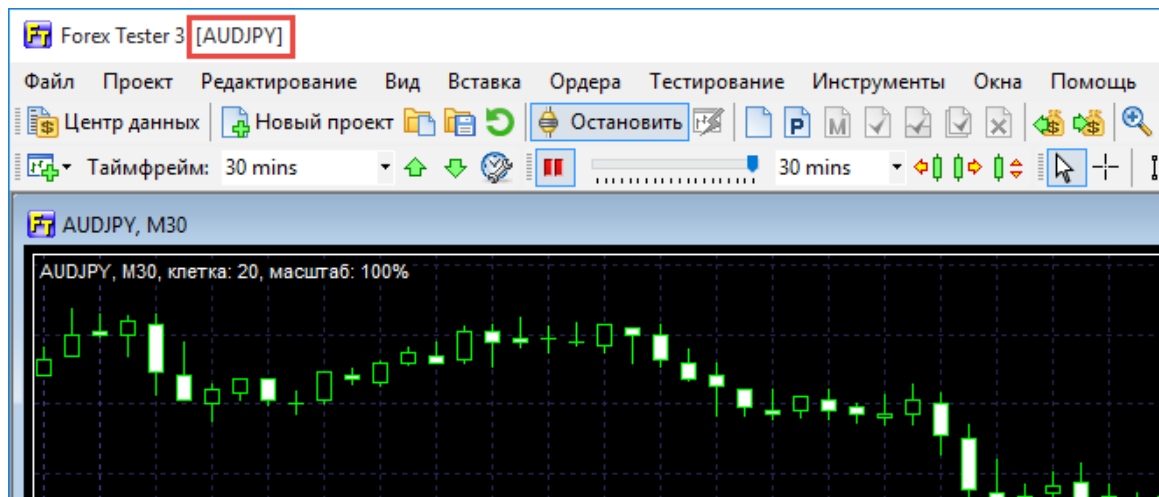 Forex Tester 3 [AUDJPY]
Файл Проект Редактирование Вид Вставка Ордера Тестирование Инструменты Окна Помощь
Центр данных Новый проект Остановить P M
Таймфрейм: 30 mins 30 mins
AUDJPY, M30
AUDJPY, M30, клетка: 20, масштаб: 100%